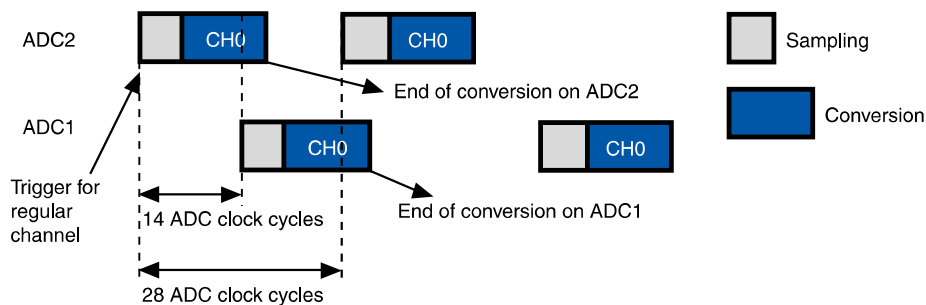 ADC2
CH0
CH0
Sampling
End of conversion on ADC2
Conversion
ADC1
CH0
CH0
Trigger for
regular
channel
End of conversion on ADC1
14 ADC clock cycles
28 ADC clock cycles